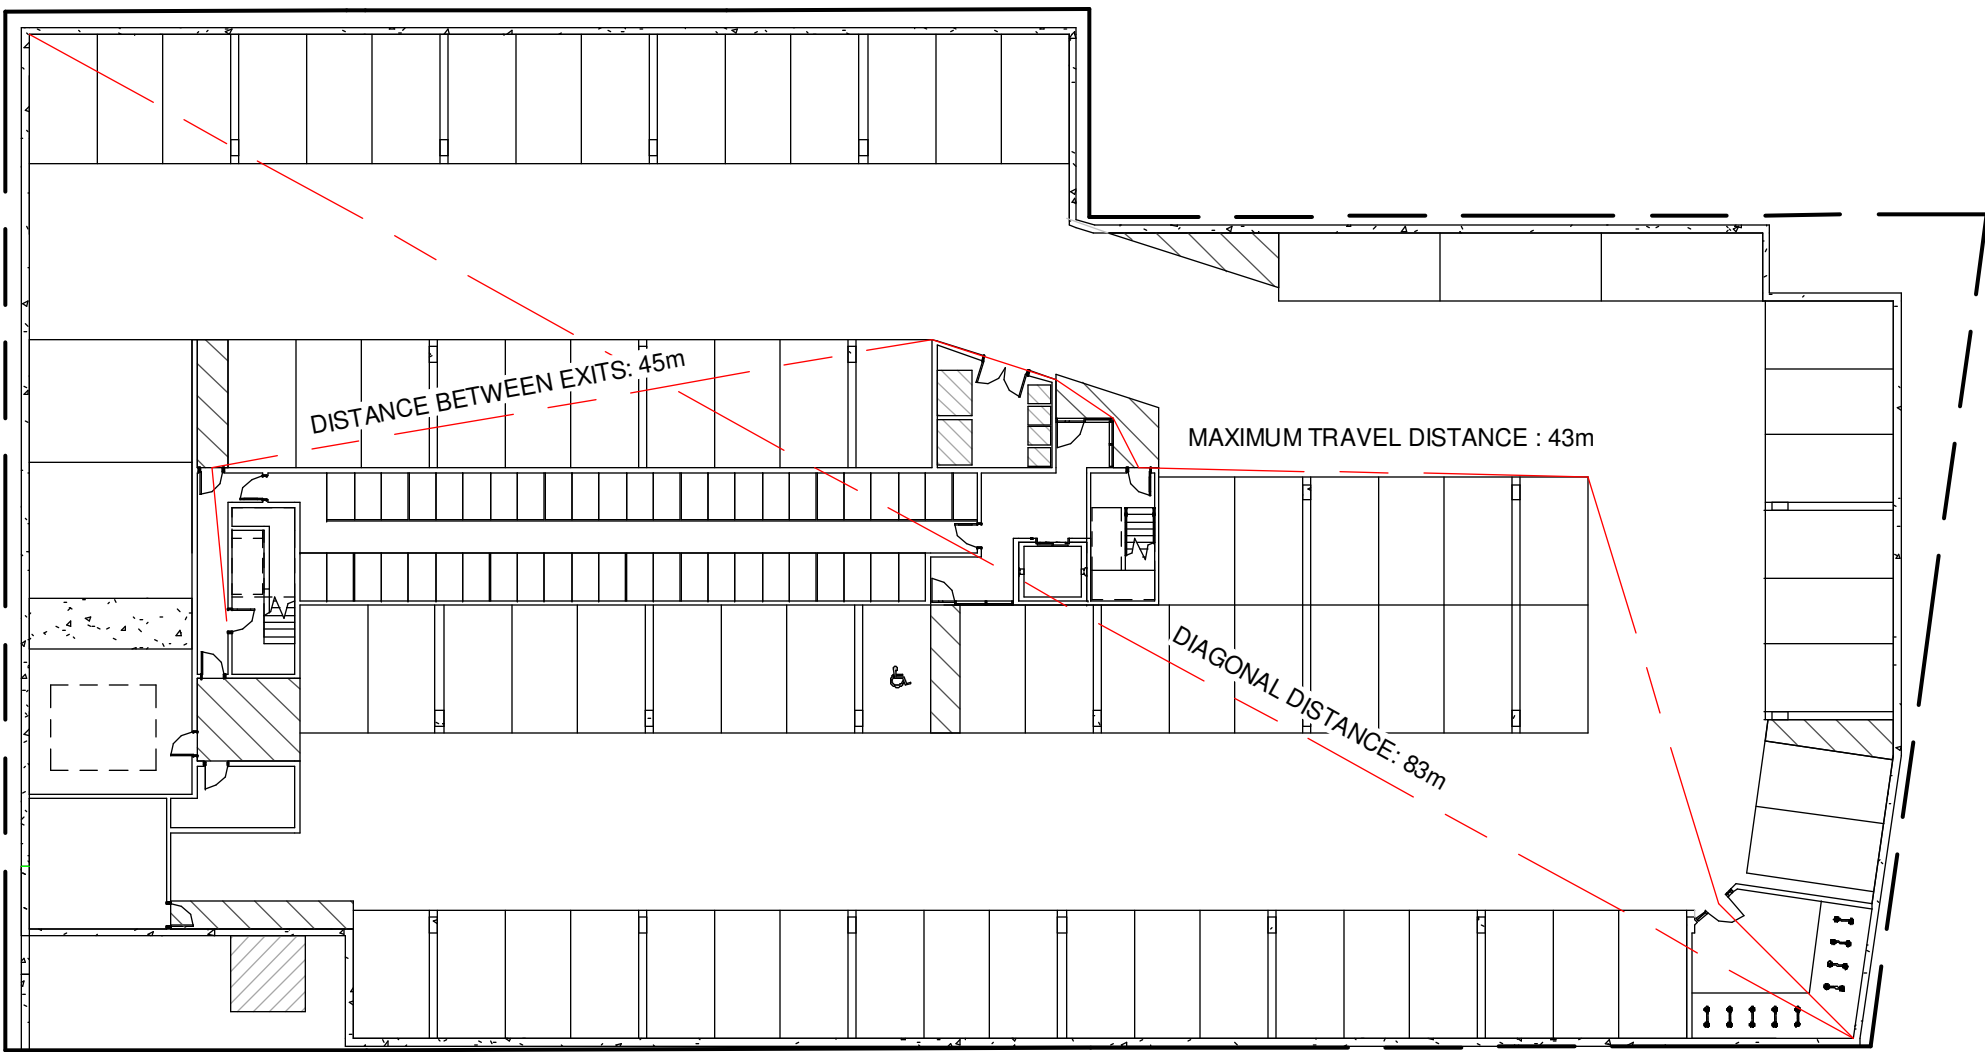 DISTANCE BETWEEN EXITS: 45m
MAXIMUM TRAVEL DISTANCE : 43m
DIAGONAL DISTANCE: 83m